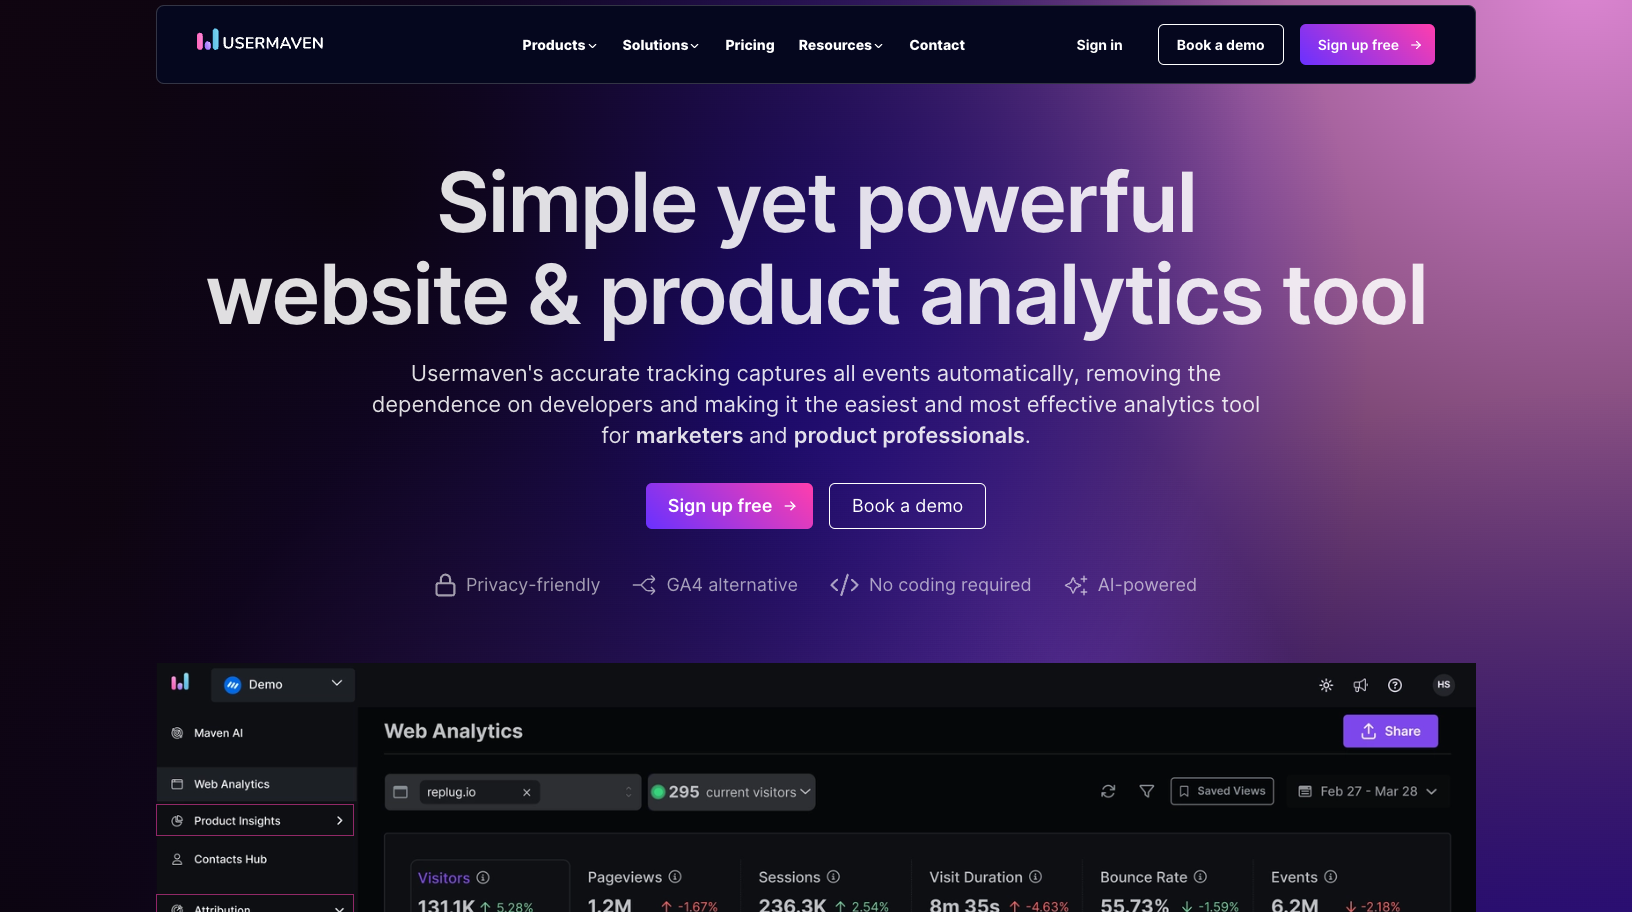 USERMAVEN
Products
Solutions
Pricing
Resources
Contact
Sign in
Book a demo
Sign up free →
Simple yet powerful
website & product analytics tool
Usermaven's accurate tracking captures all events automatically, removing the
dependence on developers and making it the easiest and most effective analytics tool
for marketers and product professionals.
Sign up free →
Book a demo
Privacy-friendly
GA4 alternative
No coding required
AI-powered
Demo
HS
Maven AI
Web Analytics
Product Insights
Contacts Hub
Attribution
Web Analytics
Share
replug.io ×
295 current visitors
Saved Views
Feb 27 - Mar 28
Visitors
131.1K ↑ 5.28%
Pageviews
1.2M ↑ -1.67%
Sessions
236.3K ↑ 2.54%
Visit Duration
8m 35s ↑ -4.63%
Bounce Rate
55.73% ↓ -1.59%
Events
6.2M ↓ -2.18%